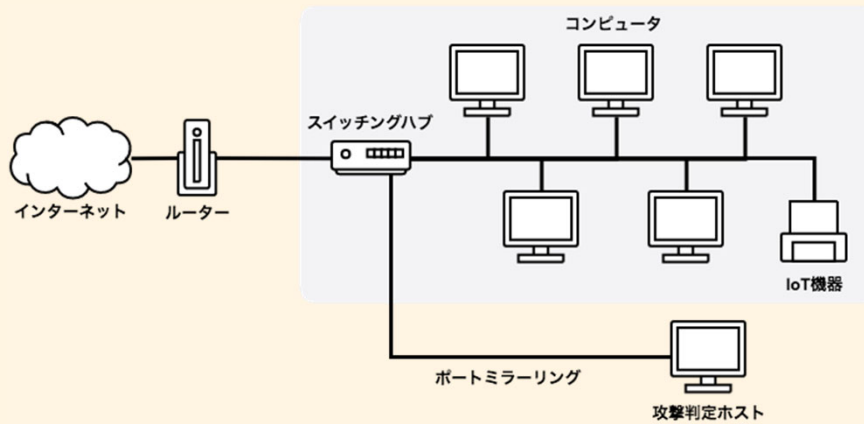 コンピュータ
スイッチングハブ
インターネット
ルーター
IoT機器
ポートミラーリング
攻撃判定ホスト